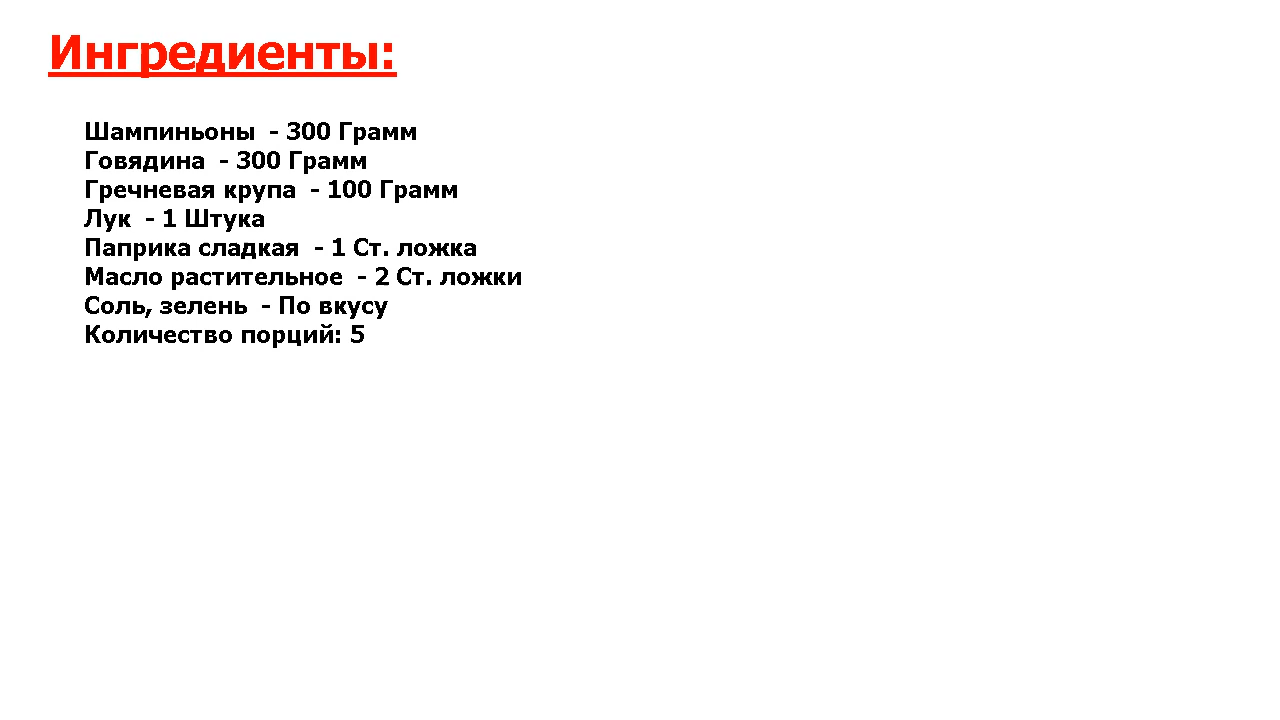 Ингредиенты:
Шампиньоны - 300 Грамм
Говядина - 300 Грамм
Гречневая крупа - 100 Грамм
Лук - 1 Штука
Паприка сладкая - 1 Ст. ложка
Масло растительное - 2 Ст. ложки
Соль, зелень - По вкусу
Количество порций: 5